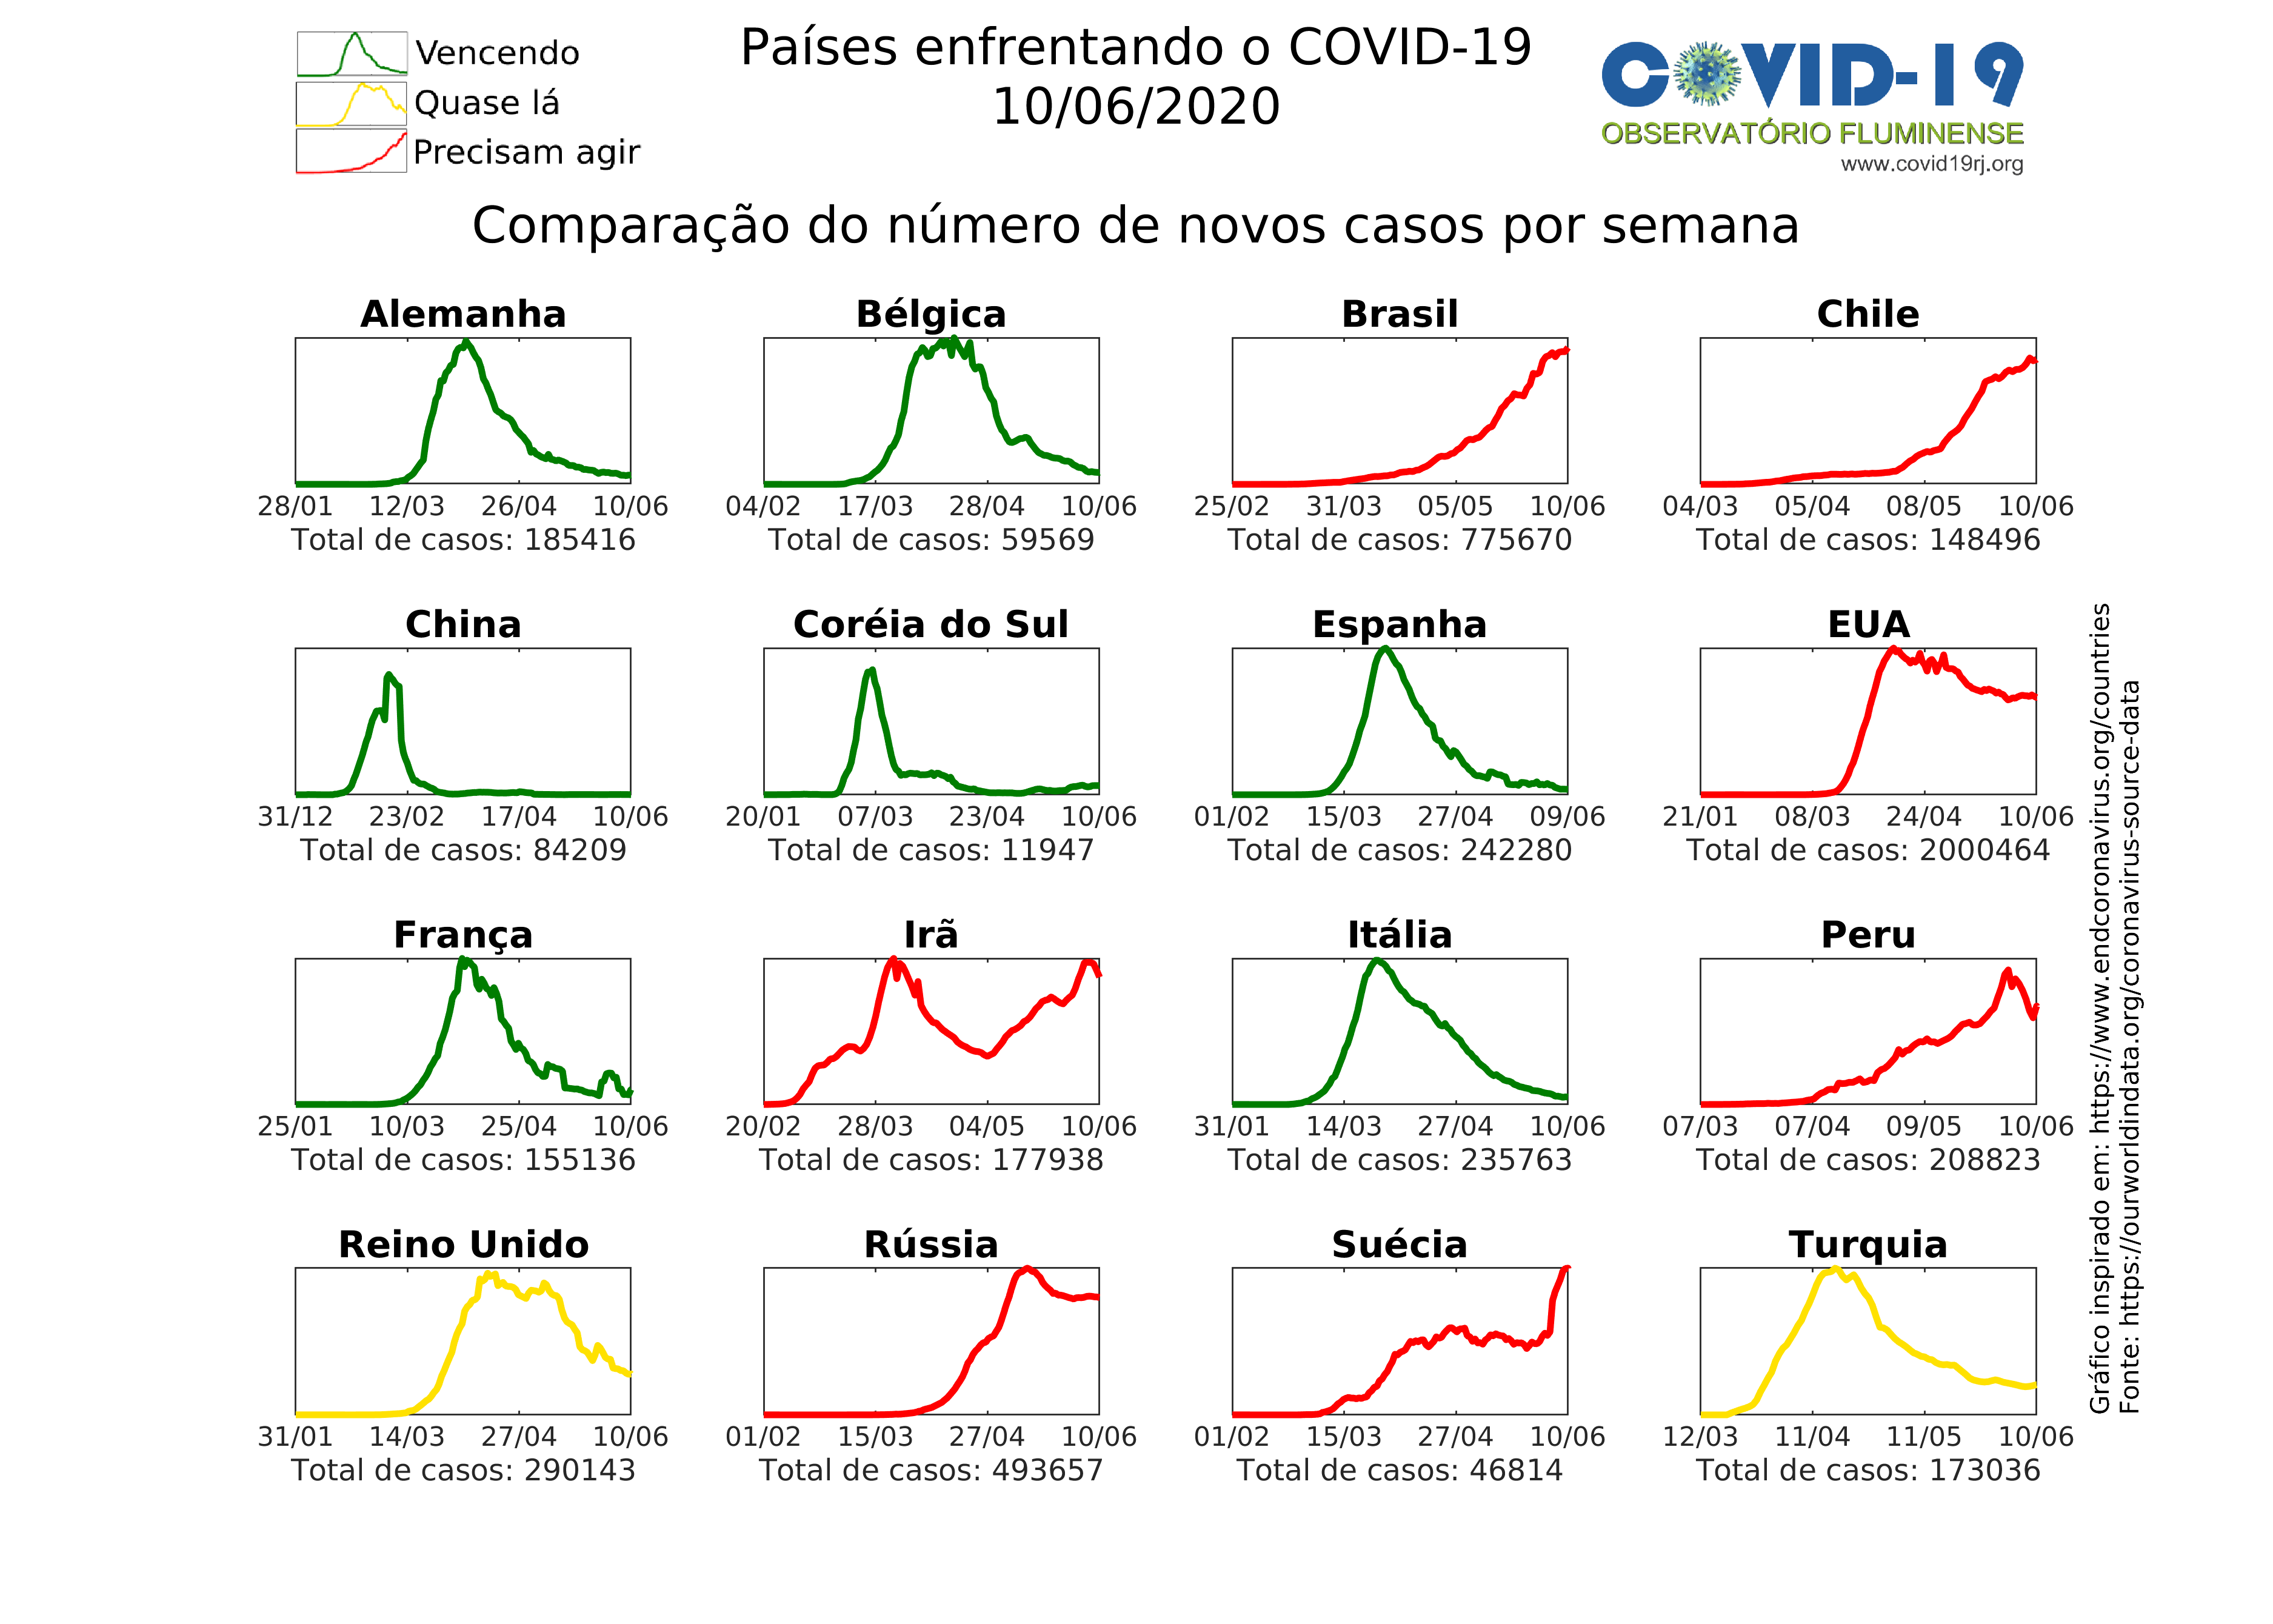 Vencendo
Quase lá
Precisam agir
Países enfrentando o COVID-19
10/06/2020
COVID-19
OBSERVATÓRIO FLUMINENSE
www.covid19rj.org
Comparação do número de novos casos por semana
Alemanha
28/01 12/03 26/04 10/06
Total de casos: 185416
Bélgica
04/02 17/03 28/04 10/06
Total de casos: 59569
Brasil
25/02 31/03 05/05 10/06
Total de casos: 775670
Chile
04/03 05/04 08/05 10/06
Total de casos: 148496
China
31/12 23/02 17/04 10/06
Total de casos: 84209
Coréia do Sul
20/01 07/03 23/04 10/06
Total de casos: 11947
Espanha
01/02 15/03 27/04 09/06
Total de casos: 242280
EUA
21/01 08/03 24/04 10/06
Total de casos: 2000464
França
25/01 10/03 25/04 10/06
Total de casos: 155136
Irã
20/02 28/03 04/05 10/06
Total de casos: 177938
Itália
31/01 14/03 27/04 10/06
Total de casos: 235763
Peru
07/03 07/04 09/05 10/06
Total de casos: 208823
Reino Unido
31/01 14/03 27/04 10/06
Total de casos: 290143
Rússia
01/02 15/03 27/04 10/06
Total de casos: 493657
Suécia
01/02 15/03 27/04 10/06
Total de casos: 46814
Turquia
12/03 11/04 11/05 10/06
Total de casos: 173036
Gráfico inspirado em: https://www.endcoronavirus.org/countries
Fonte: https://ourworldindata.org/coronavirus-source-data